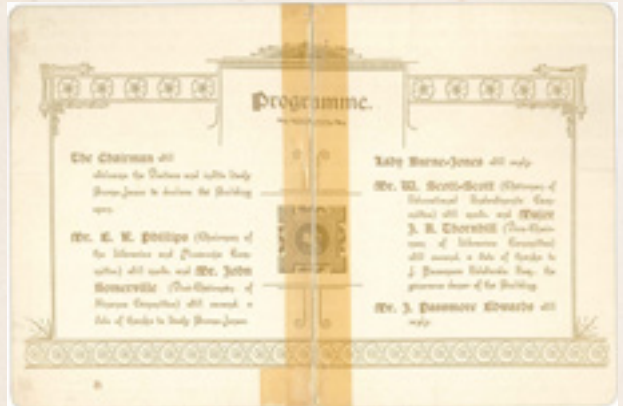 Programme.
The Chairman will
welcome the Visitors and invite Lady
Burne-Jones to declare the Building
open.
Mr. E. R. Phillips (Chairman of
the Libraries and Museums Com-
mittee) will speak, and Mr. John
Somerville (Vice-Chairman of
Finance Committee) will second, a
Vote of thanks to Lady Burne-Jones.
Lady Burne-Jones will reply.
Mr. W. Scott-Scott (Chairman of
Educational Committee)
will speak, and Major
J. R. Thornhill (Vice-Chair-
man of Libraries Committee)
will second, a Vote of thanks to
J. Passmore Edwards Esq., the
generous donor of the Building.
Mr. J. Passmore Edwards will
reply.